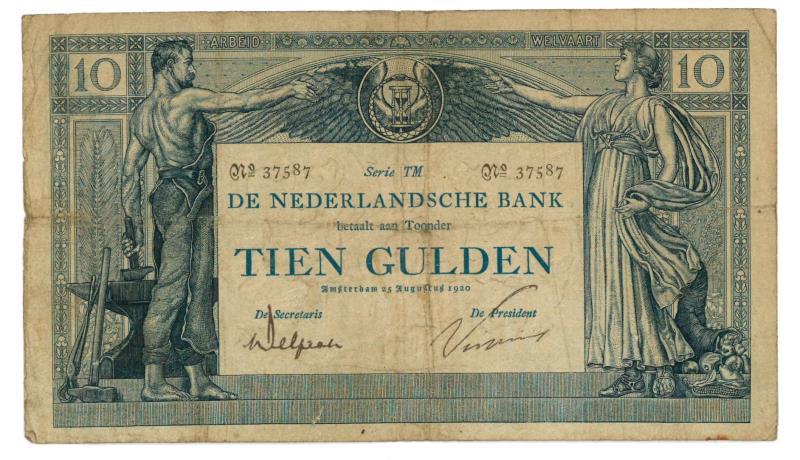 ARBEID WELVAART
10 10
No 37587 Serie TM No 37587
DE NEDERLANDSCHE BANK
betaalt aan Toonder
TIEN GULDEN
Amsterdam 25 Augustus 1920
De Secretaris De President